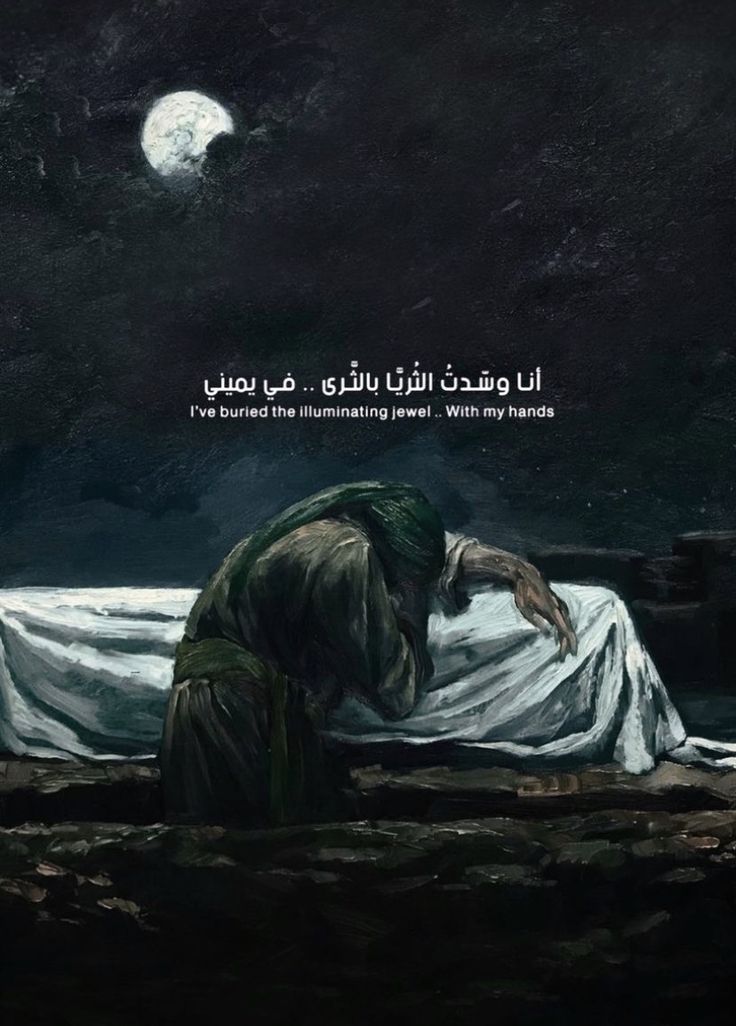 أنا وسّدتُ الثُريَّا بالثَّرى .. في يميني
I've buried the illuminating jewel .. With my hands